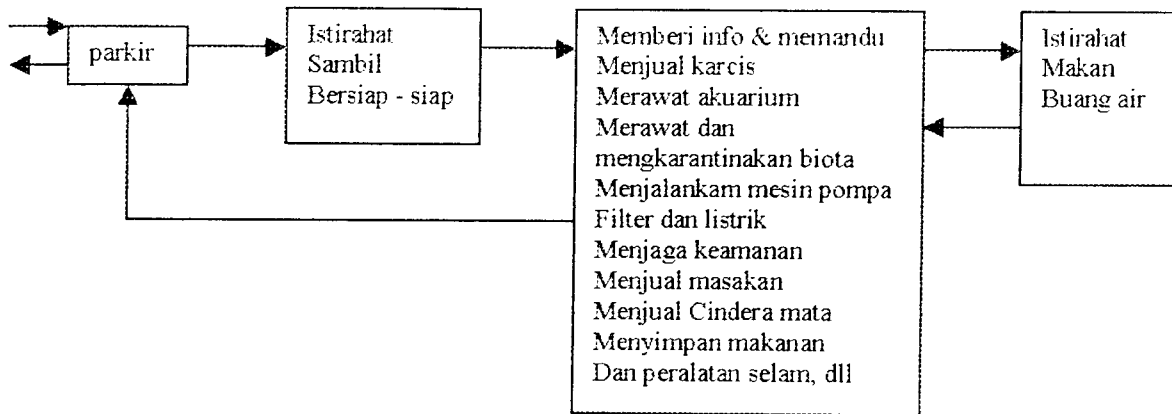 parkir
Istirahat
Sambil
Bersiap - siap
Memberi info & memandu
Menjual karcis
Merawat akuarium
Merawat dan
mengkarantinakan biota
Menjalankam mesin pompa
Filter dan listrik
Menjaga keamanan
Menjual masakan
Menjual Cindera mata
Menyimpan makanan
Dan peralatan selam, dll
Istirahat
Makan
Buang air